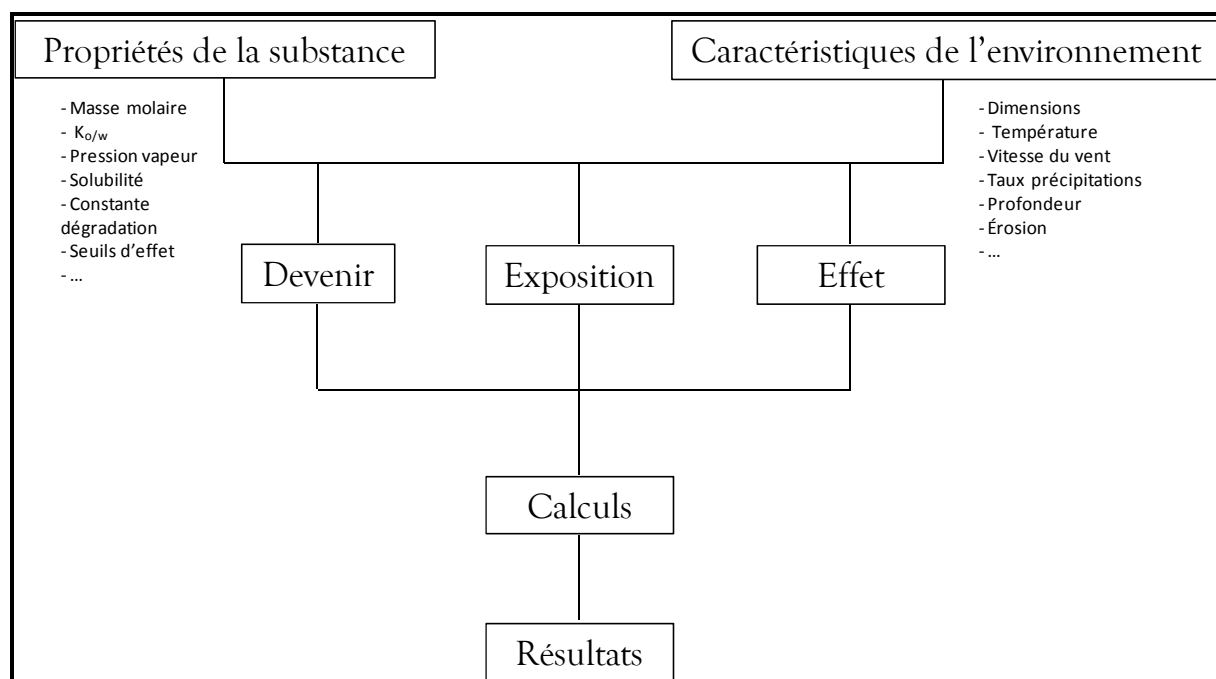 Propriétés de la substance
Caractéristiques de l’environnement
- Masse molaire
- Ko/w
- Pression vapeur
- Solubilité
- Constante
dégradation
- Seuils d’effet
- ...
- Dimensions
- Température
- Vitesse du vent
- Taux précipitations
- Profondeur
- Érosion
- ...
Devenir
Exposition
Effet
Calculs
Résultats